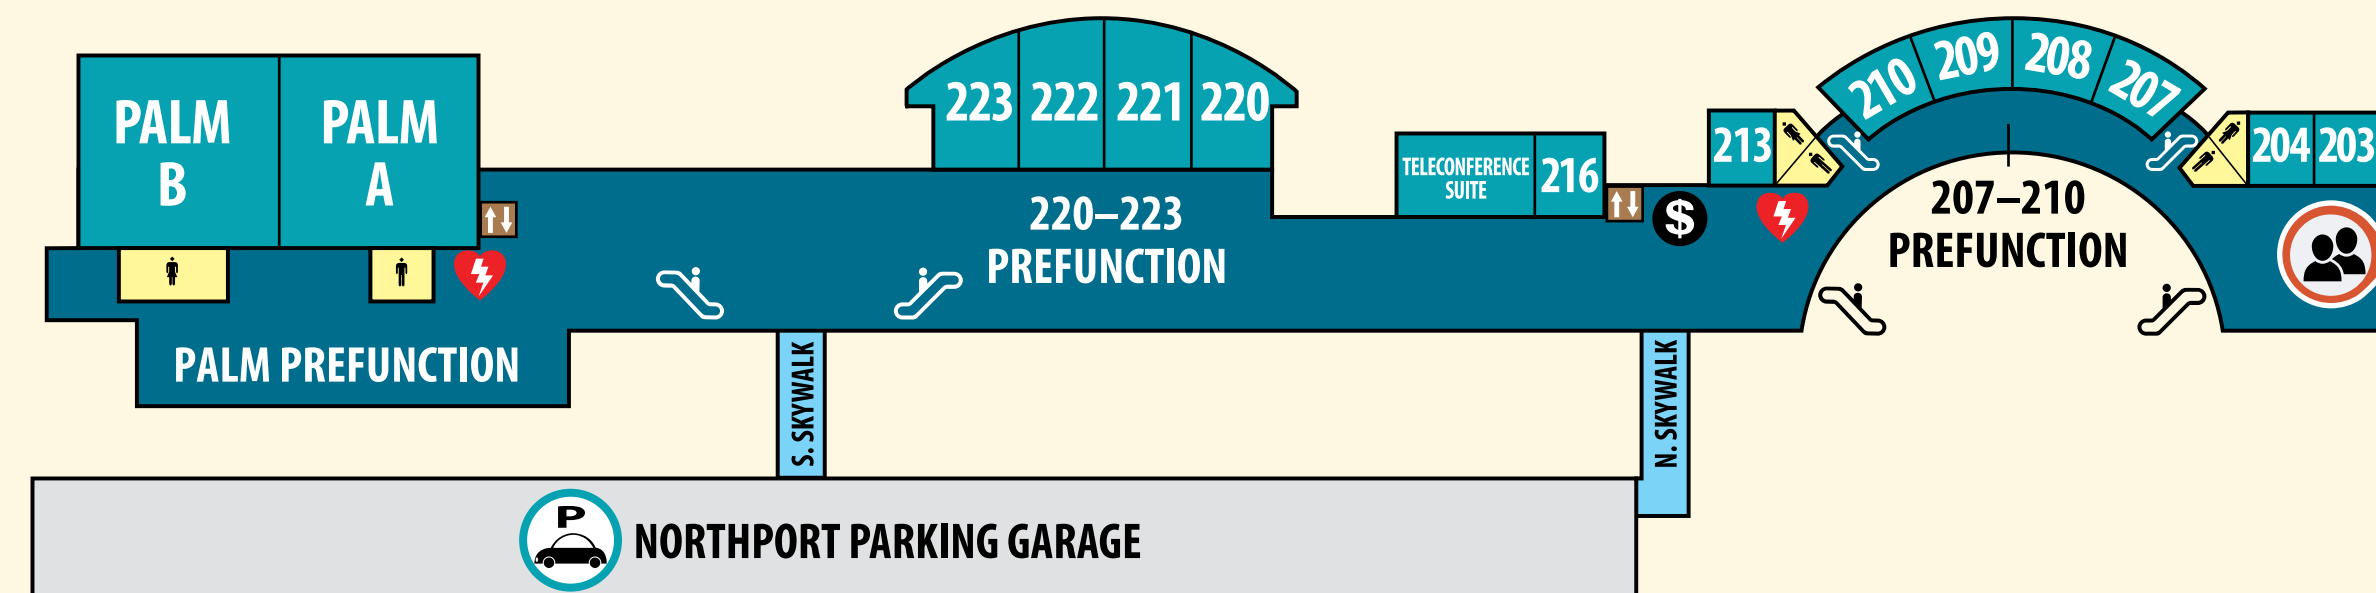 PALM
B
PALM
A
PALM PREFUNCTION
223
222
221
220
220–223
PREFUNCTION
TELECONFERENCE
SUITE
216
$
213
210
209
208
207
207–210
PREFUNCTION
204
203
S. SKYWALK
N. SKYWALK
P
NORTHPORT PARKING GARAGE